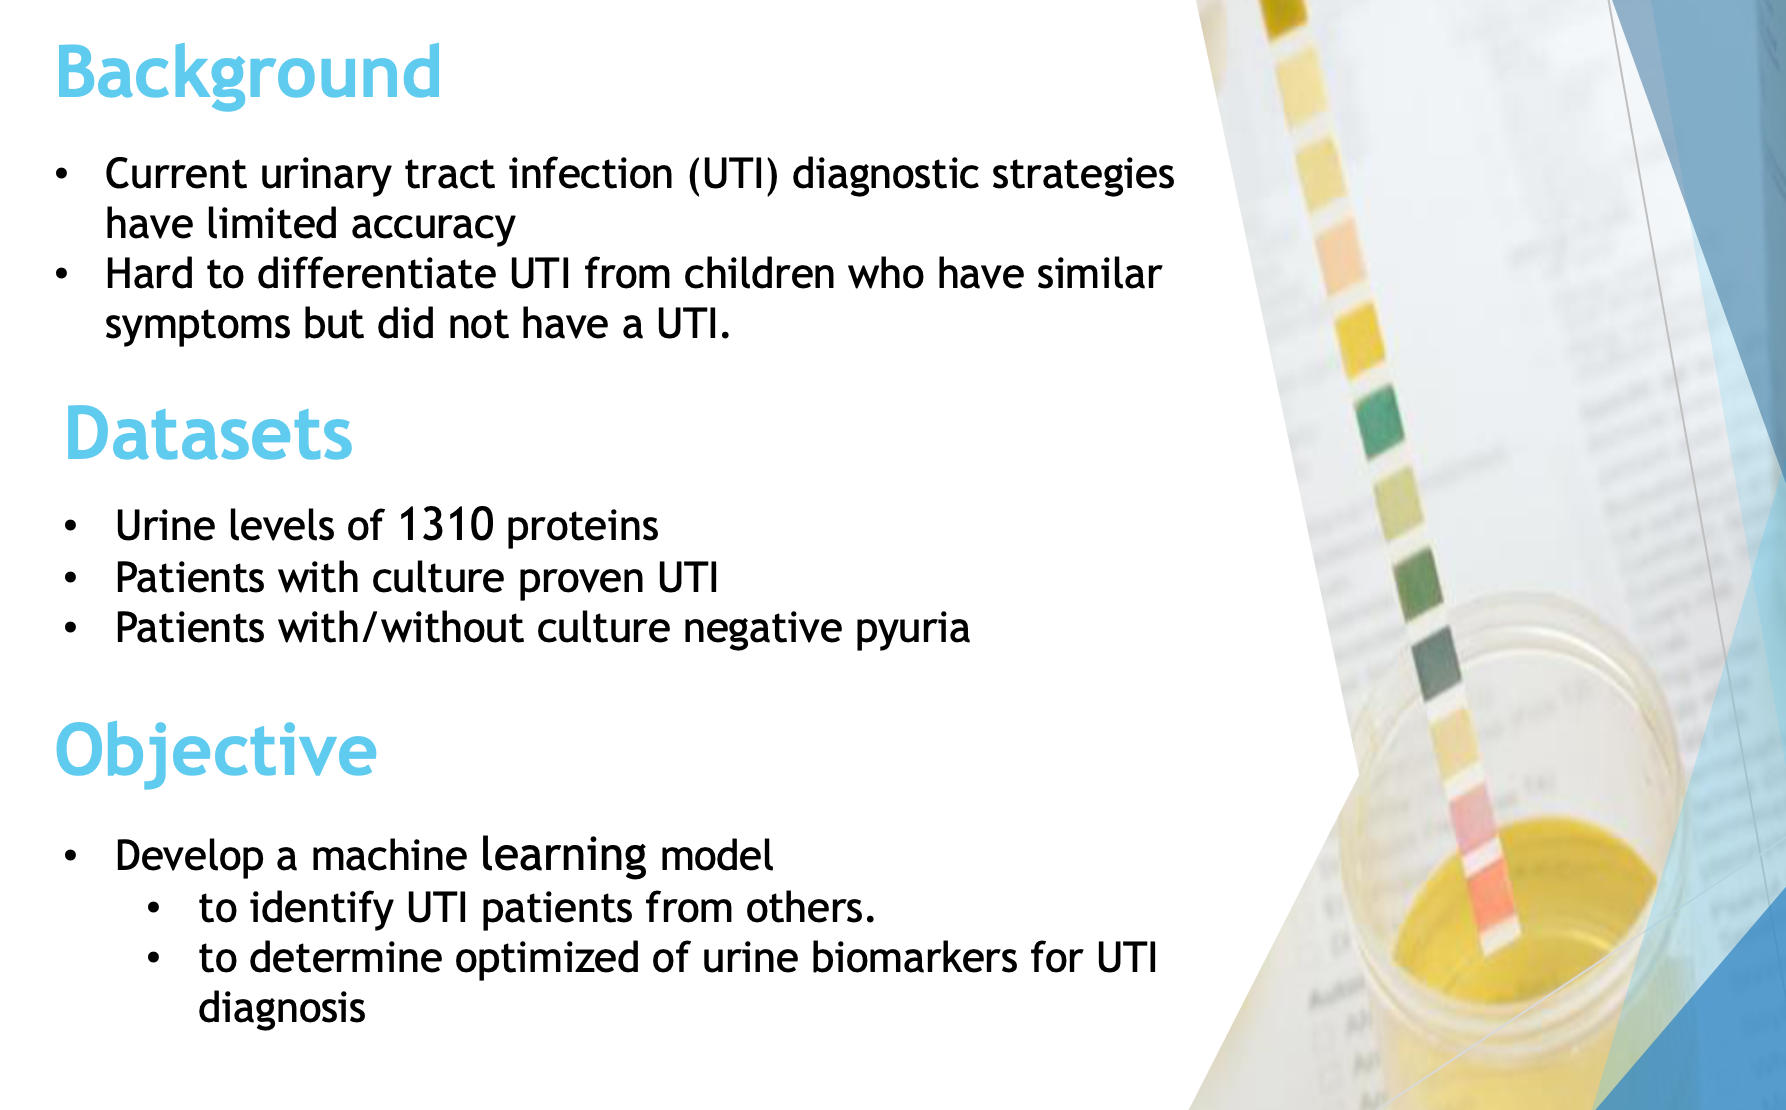 Background
• Current urinary tract infection (UTI) diagnostic strategies
have limited accuracy
• Hard to differentiate UTI from children who have similar
symptoms but did not have a UTI.
Datasets
• Urine levels of 1310 proteins
• Patients with culture proven UTI
• Patients with/without culture negative pyuria
Objective
• Develop a machine learning model
• to identify UTI patients from others.
• to determine optimized of urine biomarkers for UTI
diagnosis